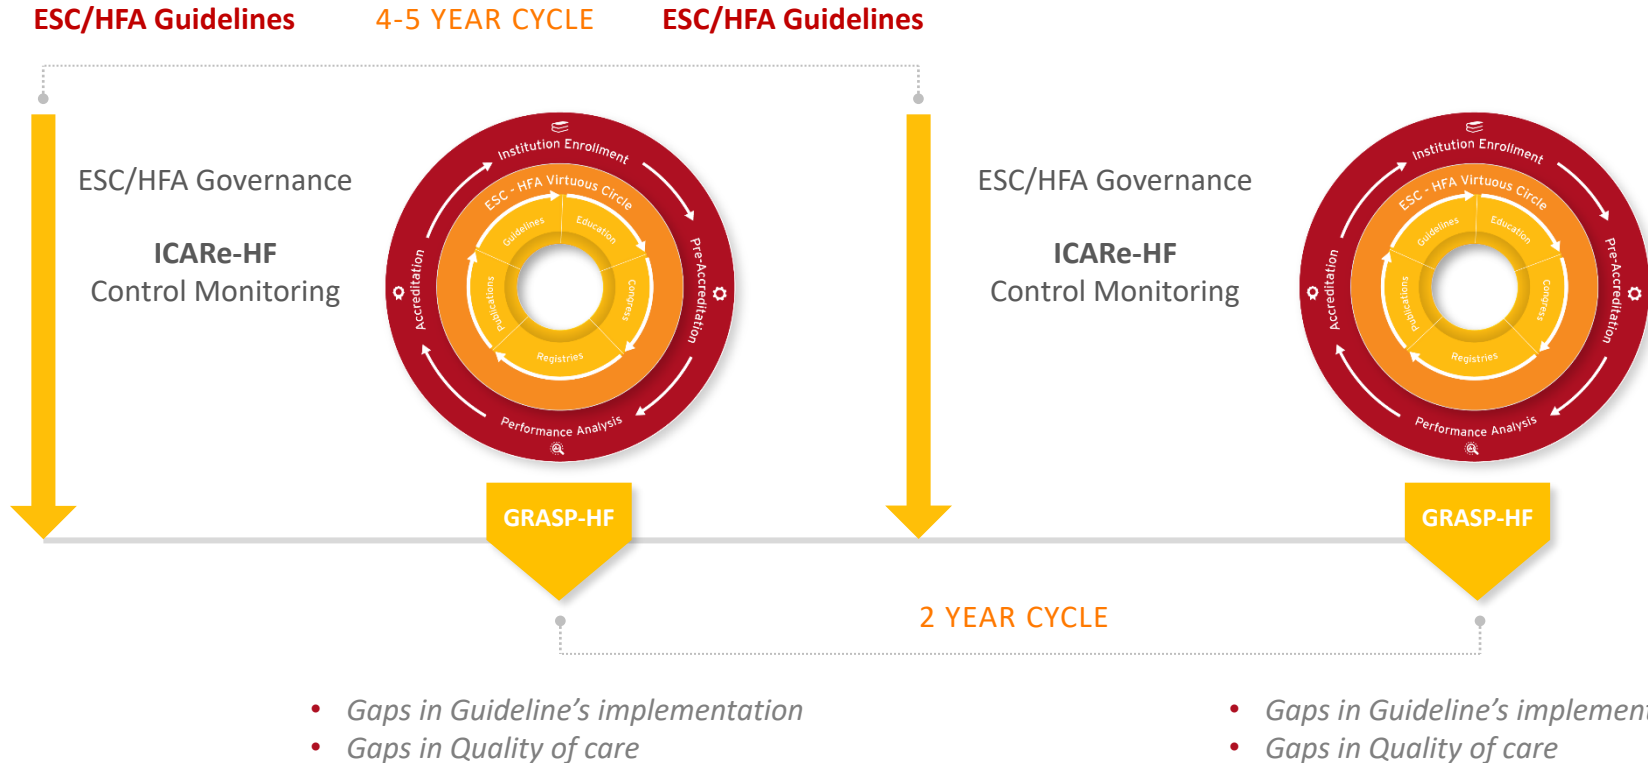 ESC/HFA Guidelines
4-5 YEAR CYCLE
ESC/HFA Guidelines
ESC/HFA Governance
ICARe-HF
Control Monitoring
Institution Enrollment
Pre-Accreditation
Performance Analysis
Accreditation
ESC - HFA Virtuous Circle
Guidelines
Education
Congress
Registries
Publications
GRASP-HF
ESC/HFA Governance
ICARe-HF
Control Monitoring
Institution Enrollment
Pre-Accreditation
Performance Analysis
Accreditation
ESC - HFA Virtuous Circle
Guidelines
Education
Congress
Registries
Publications
GRASP-HF
2 YEAR CYCLE
• Gaps in Guideline’s implementation
• Gaps in Quality of care
• Gaps in Guideline’s implement
• Gaps in Quality of care